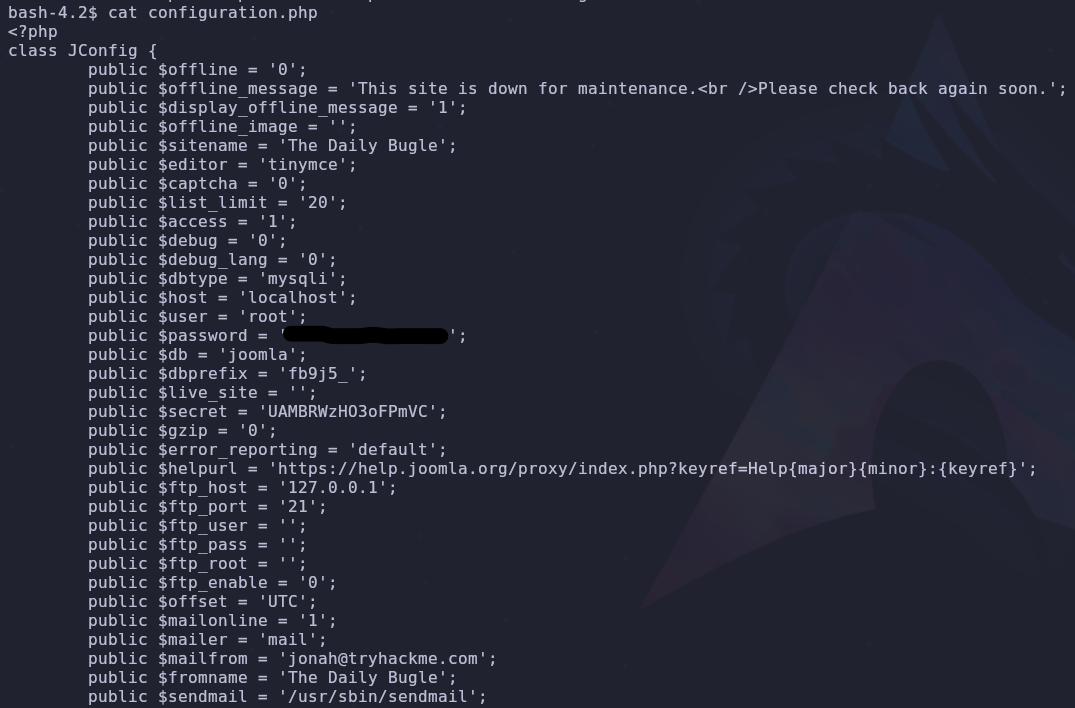 bash-4.2$ cat configuration.php
<?php
class JConfig {
        public $offline = '0';
        public $offline_message = 'This site is down for maintenance.<br />Please check back again soon.';
        public $display_offline_message = '1';
        public $offline_image = '';
        public $sitename = 'The Daily Bugle';
        public $editor = 'tinymce';
        public $captcha = '0';
        public $list_limit = '20';
        public $access = '1';
        public $debug = '0';
        public $debug_lang = '0';
        public $dbtype = 'mysqli';
        public $host = 'localhost';
        public $user = 'root';
        public $password = '';
        public $db = 'joomla';
        public $dbprefix = 'fb9j5_';
        public $live_site = '';
        public $secret = 'UAMBRWzHO3oFPmVC';
        public $gzip = '0';
        public $error_reporting = 'default';
        public $helpurl = 'https://help.joomla.org/proxy/index.php?keyref=Help{major}{minor}:{keyref}';
        public $ftp_host = '127.0.0.1';
        public $ftp_port = '21';
        public $ftp_user = '';
        public $ftp_pass = '';
        public $ftp_root = '';
        public $ftp_enable = '0';
        public $offset = 'UTC';
        public $mailonline = '1';
        public $mailer = 'mail';
        public $mailfrom = 'jonah@tryhackme.com';
        public $fromname = 'The Daily Bugle';
        public $sendmail = '/usr/sbin/sendmail';